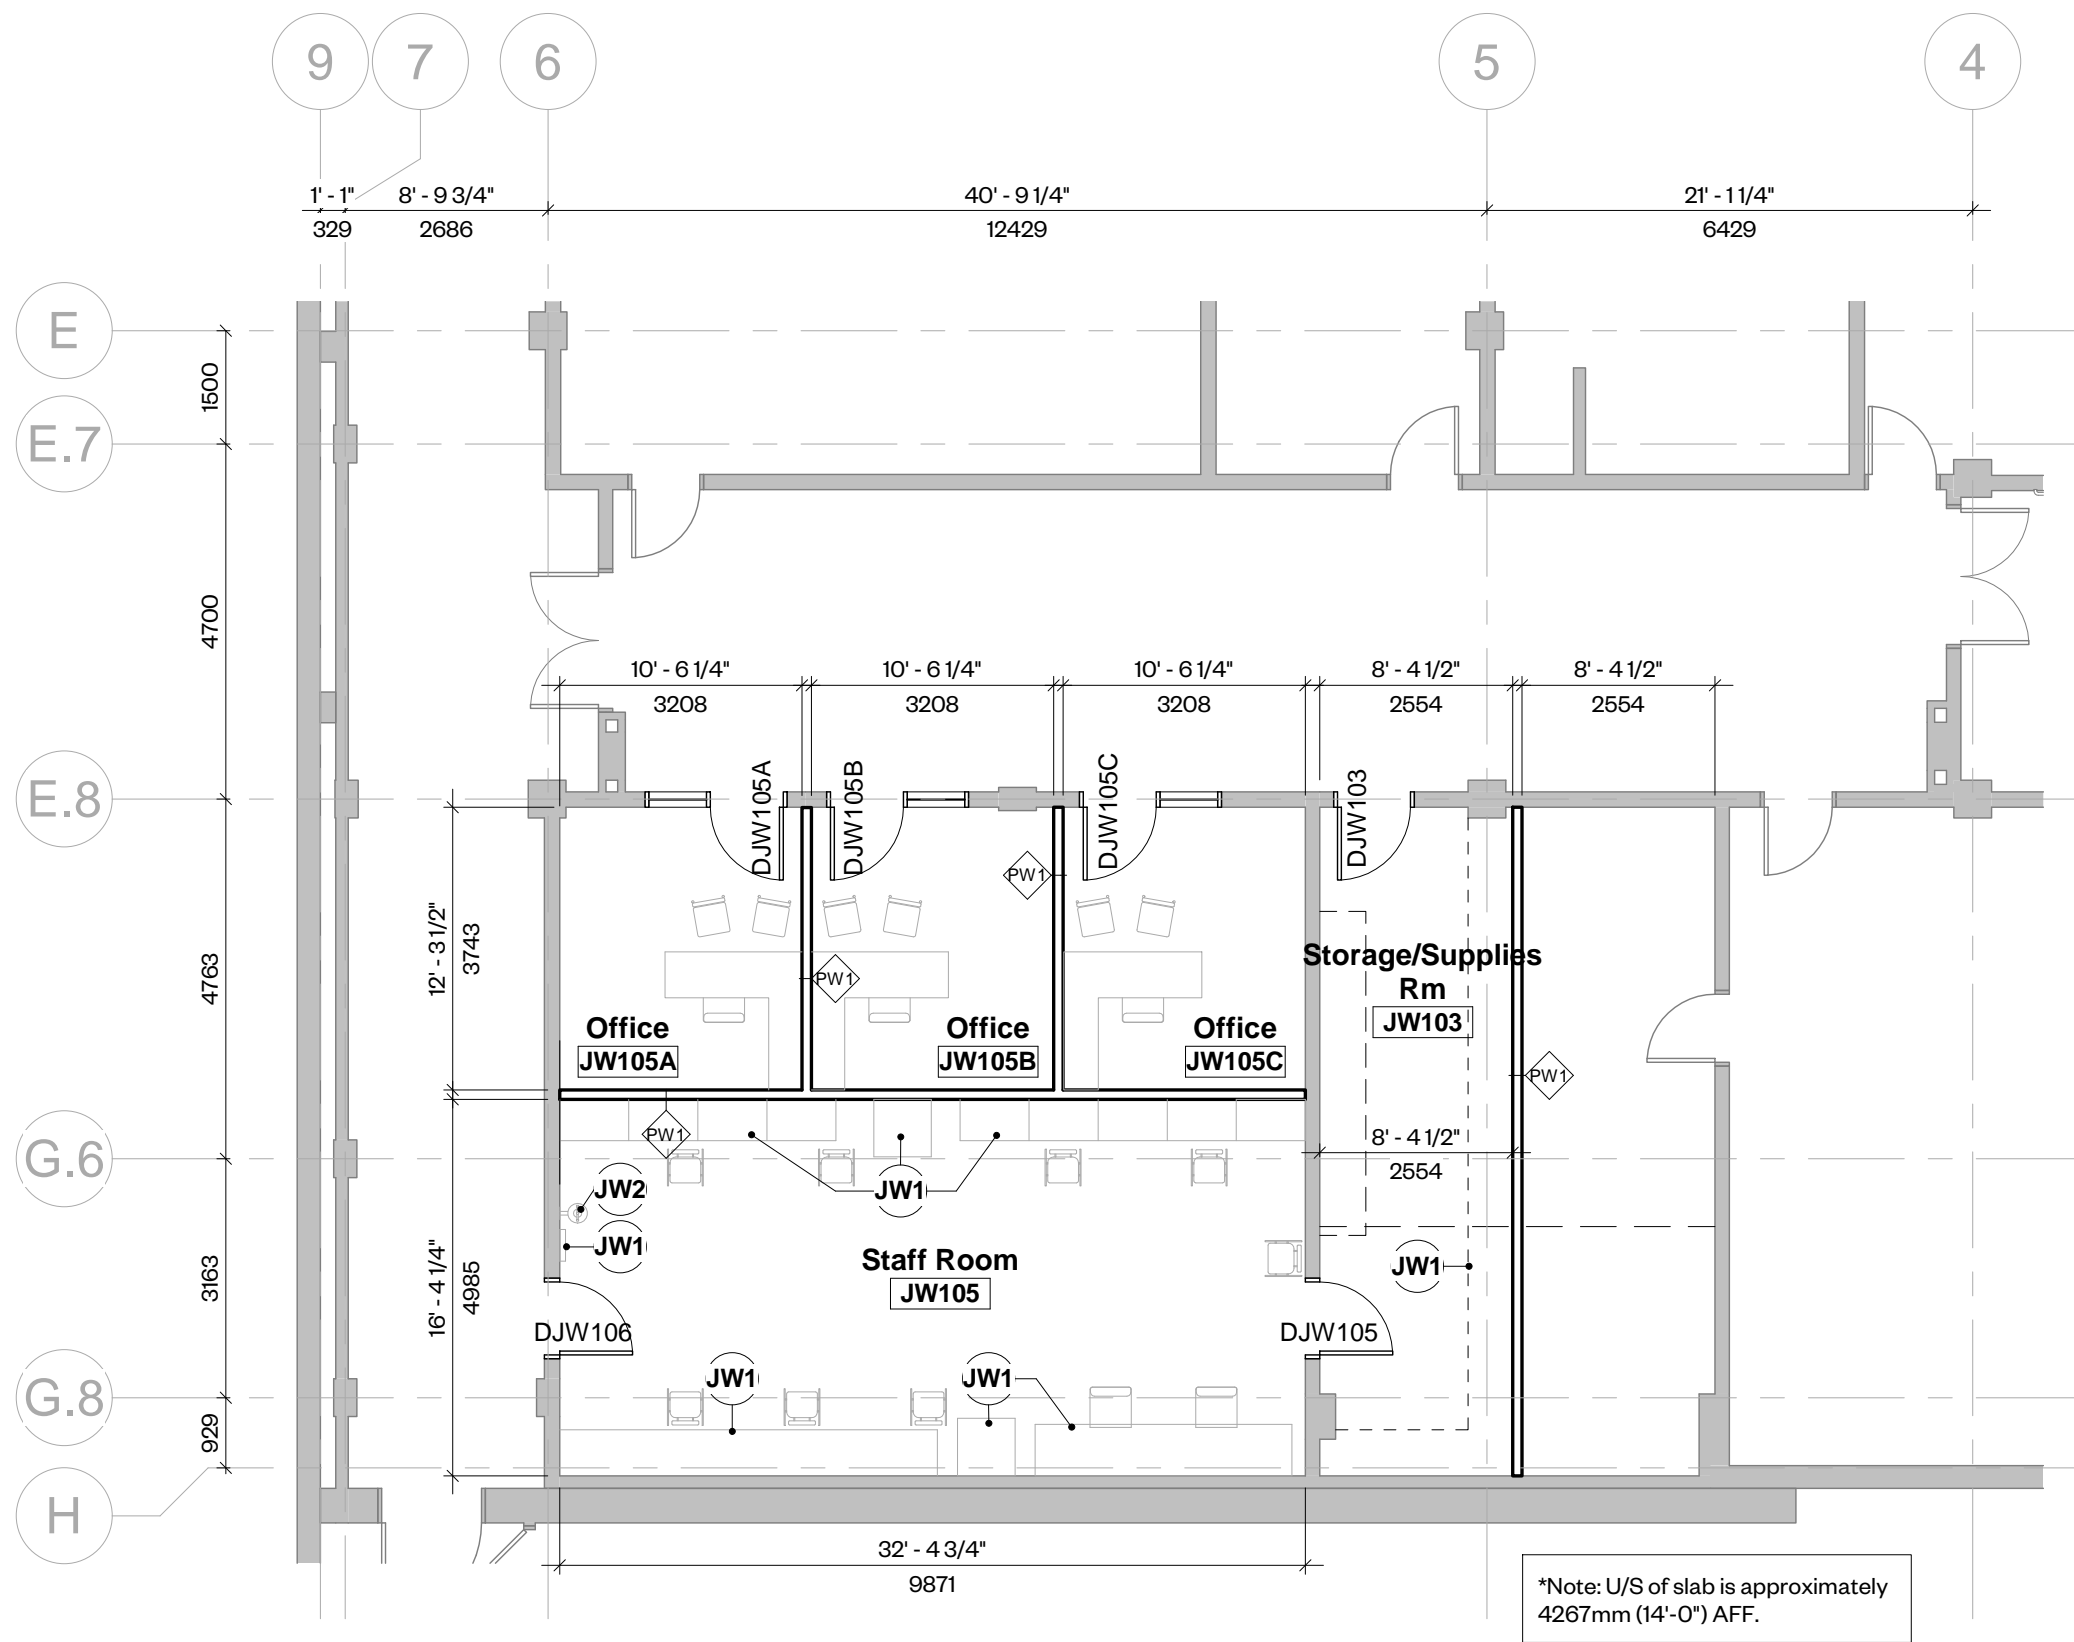 9
7
6
5
4
1' - 1"
8' - 9 3/4"
40' - 9 1/4"
21' - 1 1/4"
329
2686
12429
6429
E
1500
E.7
4700
10' - 6 1/4"
10' - 6 1/4"
10' - 6 1/4"
8' - 4 1/2"
8' - 4 1/2"
3208
3208
3208
2554
2554
E.8
DJW105A
DJW105B
DJW105C
DJW103
PW1
12' - 3 1/2"
3743
4763
PW1
Storage/Supplies
Rm
JW103
Office
JW105A
Office
JW105B
Office
JW105C
PW1
PW1
8' - 4 1/2"
2554
G.6
JW2
JW1
JW1
Staff Room
JW105
JW1
16' - 4 1/4"
4985
3163
DJW106
DJW105
JW1
JW1
G.8
929
H
32' - 4 3/4"
9871
*Note: U/S of slab is approximately
4267mm (14'-0") AFF.